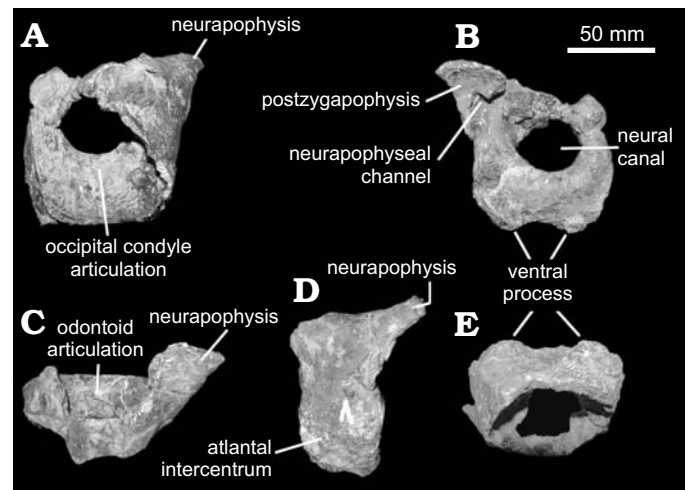 A
neurapophysis
B
50 mm
postzygapophysis
neurapophyseal
channel
neural
canal
occipital condyle
articulation
C
odontoid
articulation
neurapophysis
D
neurapophysis
ventral
process
E
atlantal
intercentrum